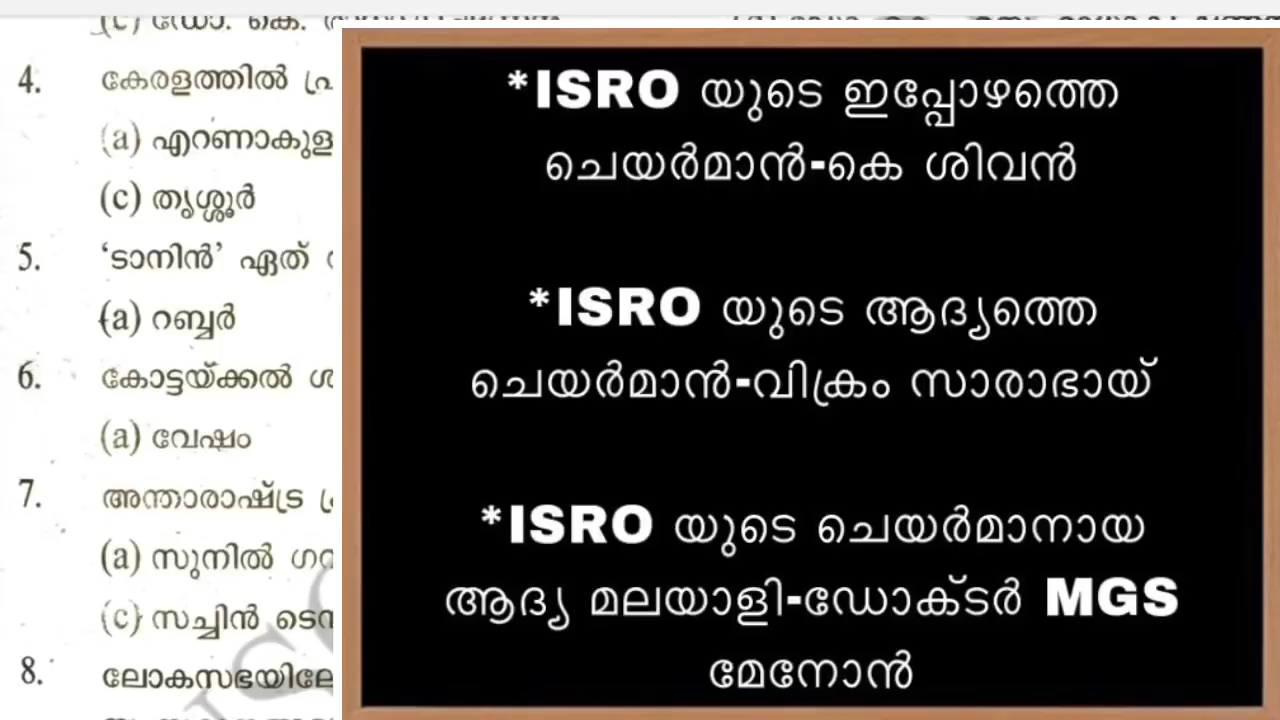 (c) ഡോ. കെ.
4. കേരളത്തിൽ
(a) എറണാകുള
(c) തൃശ്ശൂർ
5. ‘ടാനിൻ’ ഏത്
(a) റബ്ബർ
6. കോട്ടയ്ക്കൽ
(a) വേഷം
7. അന്താരാഷ്ട്ര
(a) സുനിൽ
(c) സച്ചിൻ ടെൻ
8. ലോകസഭയിലേ
*ISRO യുടെ ഇപ്പോഴത്തെ
ചെയർമാൻ-കെ ശിവൻ
*ISRO യുടെ ആദ്യത്തെ
ചെയർമാൻ-വിക്രം സാരാഭായ്
*ISRO യുടെ ചെയർമാനായ
ആദ്യ മലയാളി-ഡോക്ടർ MGS
മേനോൻ